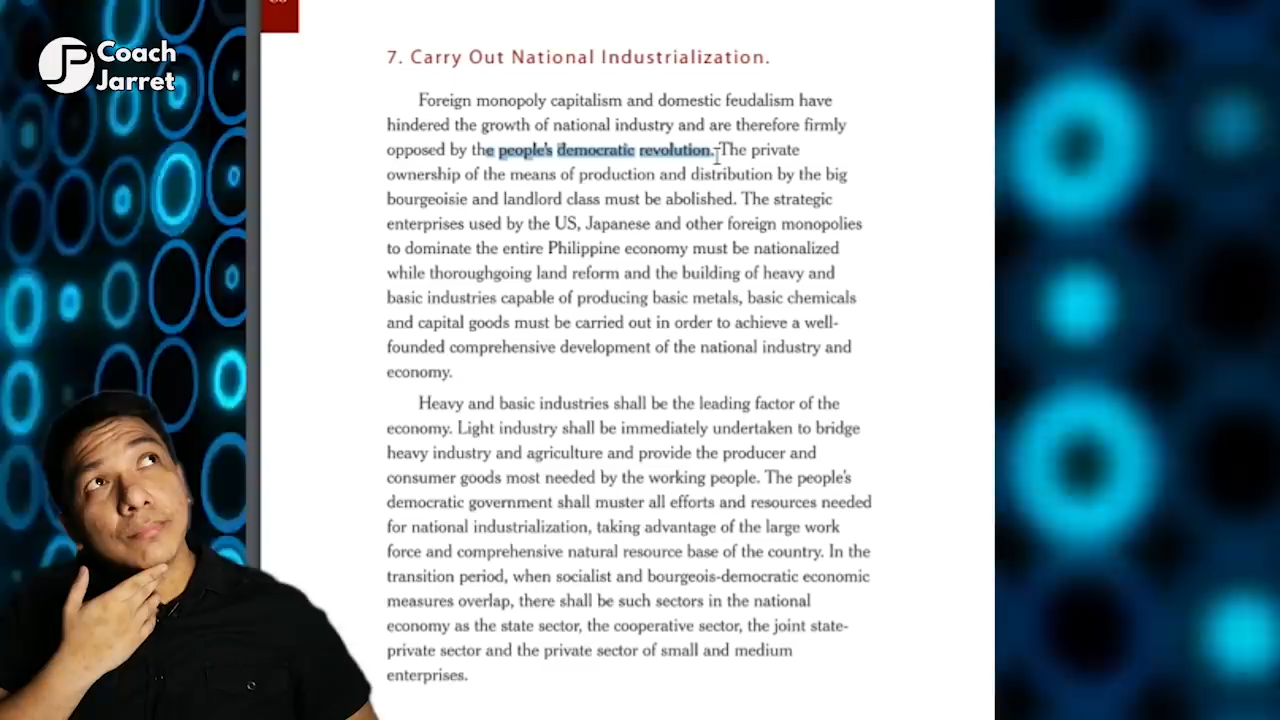 Coach
Jarret
7. Carry Out National Industrialization.
Foreign monopoly capitalism and domestic feudalism have
hindered the growth of national industry and are therefore firmly
opposed by the people's democratic revolution. The private
ownership of the means of production and distribution by the big
bourgeoisie and landlord class must be abolished. The strategic
enterprises used by the US, Japanese and other foreign monopolies
to dominate the entire Philippine economy must be nationalized
while thoroughgoing land reform and the building of heavy and
basic industries capable of producing basic metals, basic chemicals
and capital goods must be carried out in order to achieve a well-
founded comprehensive development of the national industry and
economy.
Heavy and basic industries shall be the leading factor of the
economy. Light industry shall be immediately undertaken to bridge
heavy industry and agriculture and provide the producer and
consumer goods most needed by the working people. The people's
democratic government shall muster all efforts and resources needed
for national industrialization, taking advantage of the large work
force and comprehensive natural resource base of the country. In the
transition period, when socialist and bourgeois-democratic economic
measures overlap, there shall be such sectors in the national
economy as the state sector, the cooperative sector, the joint state-
private sector and the private sector of small and medium
enterprises.